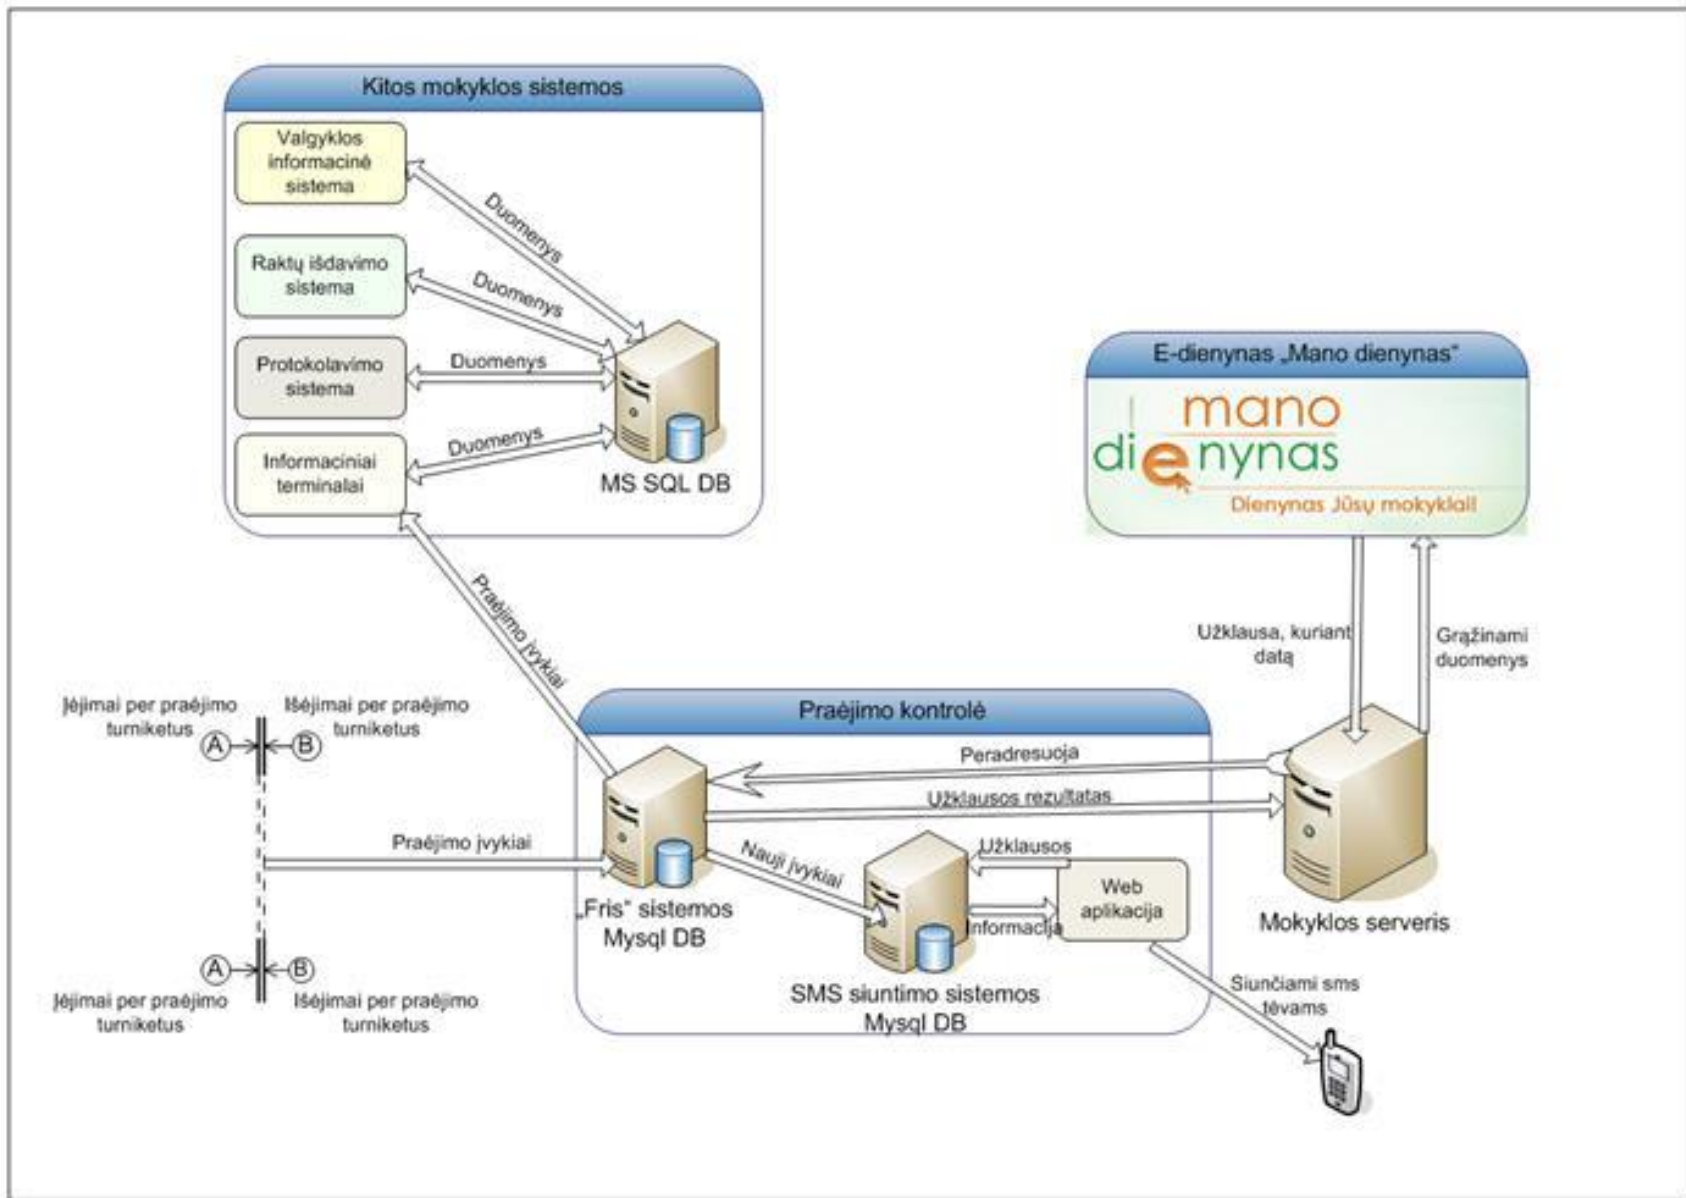 Kitos mokyklos sistemos
Valgyklos
informacinė
sistema
Duomenys
Raktų išdavimo
sistema
Duomenys
Protokolavimo
sistema
Duomenys
Informaciniai
terminalai
Duomenys
MS SQL DB
E-dienynas „Mano dienynas“
mano
dienynas
Dienynas Jūsų mokyklai!
Praėjimo įvykiai
Užklausa, kuriant
datą
Grąžinami
duomenys
Įėjimai per praėjimo
turniketus
Išėjimai per praėjimo
turniketus
A
B
Praėjimo kontrolė
Peradresuoja
Užklausos rezultatas
Praėjimo įvykiai
Nauji įvykiai
Užklausos
Web
aplikacija
Informacija
„Fris“ sistemos
Mysql DB
Mokyklos serveris
A
B
Įėjimai per praėjimo
turniketus
Išėjimai per praėjimo
turniketus
SMS siuntimo sistemos
Mysql DB
Siunčiami sms
tėvams